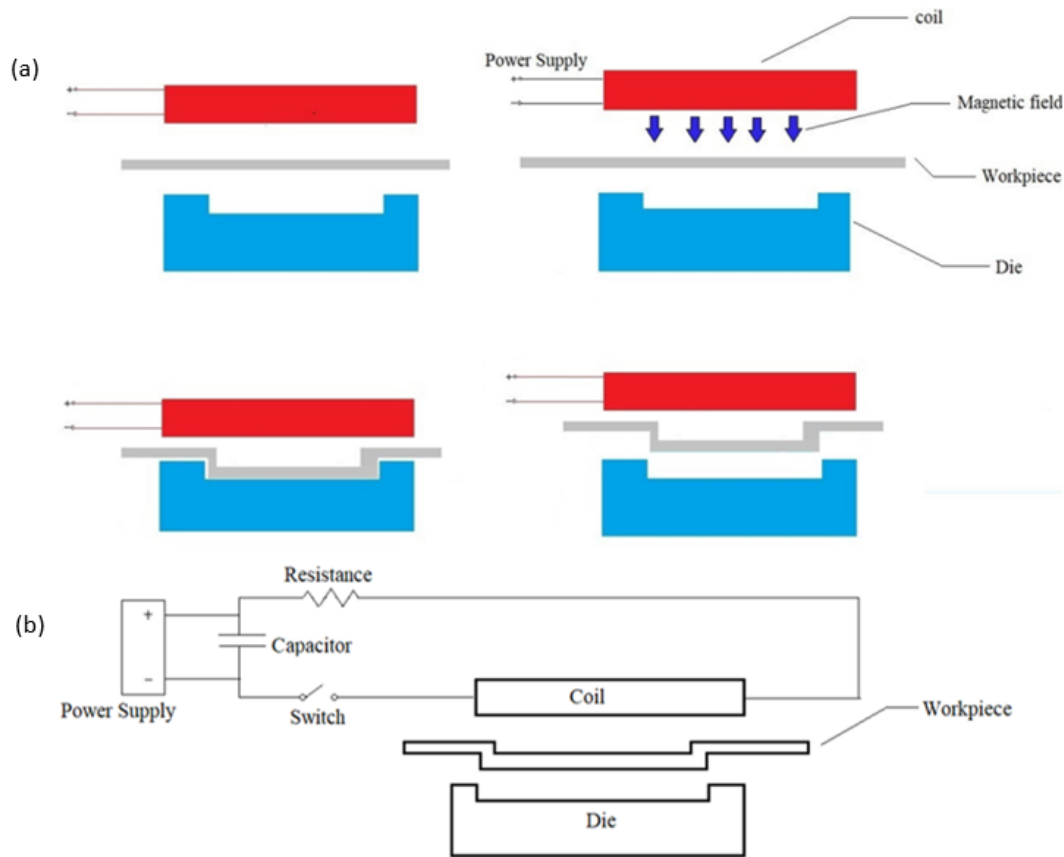 (a)
coil
Power Supply
+
−
+
−
Magnetic field
Workpiece
Die
+
−
+
−
(b)
Resistance
+
−
Capacitor
Power Supply
Switch
Coil
Workpiece
Die